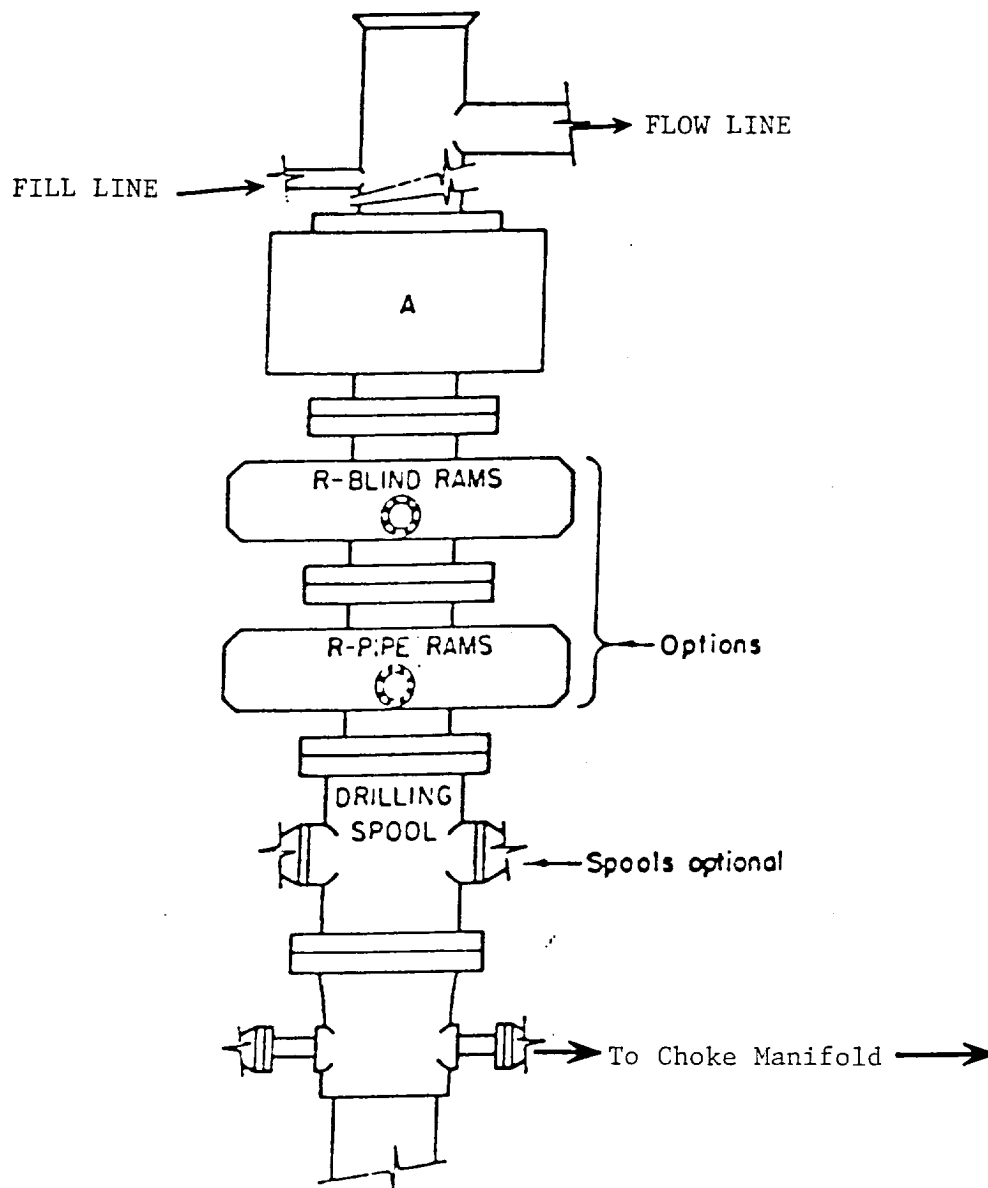 FLOW LINE
FILL LINE
A
R-BLIND RAMS
R-PIPE RAMS
Options
DRILLING
SPOOL
Spools optional
To Choke Manifold